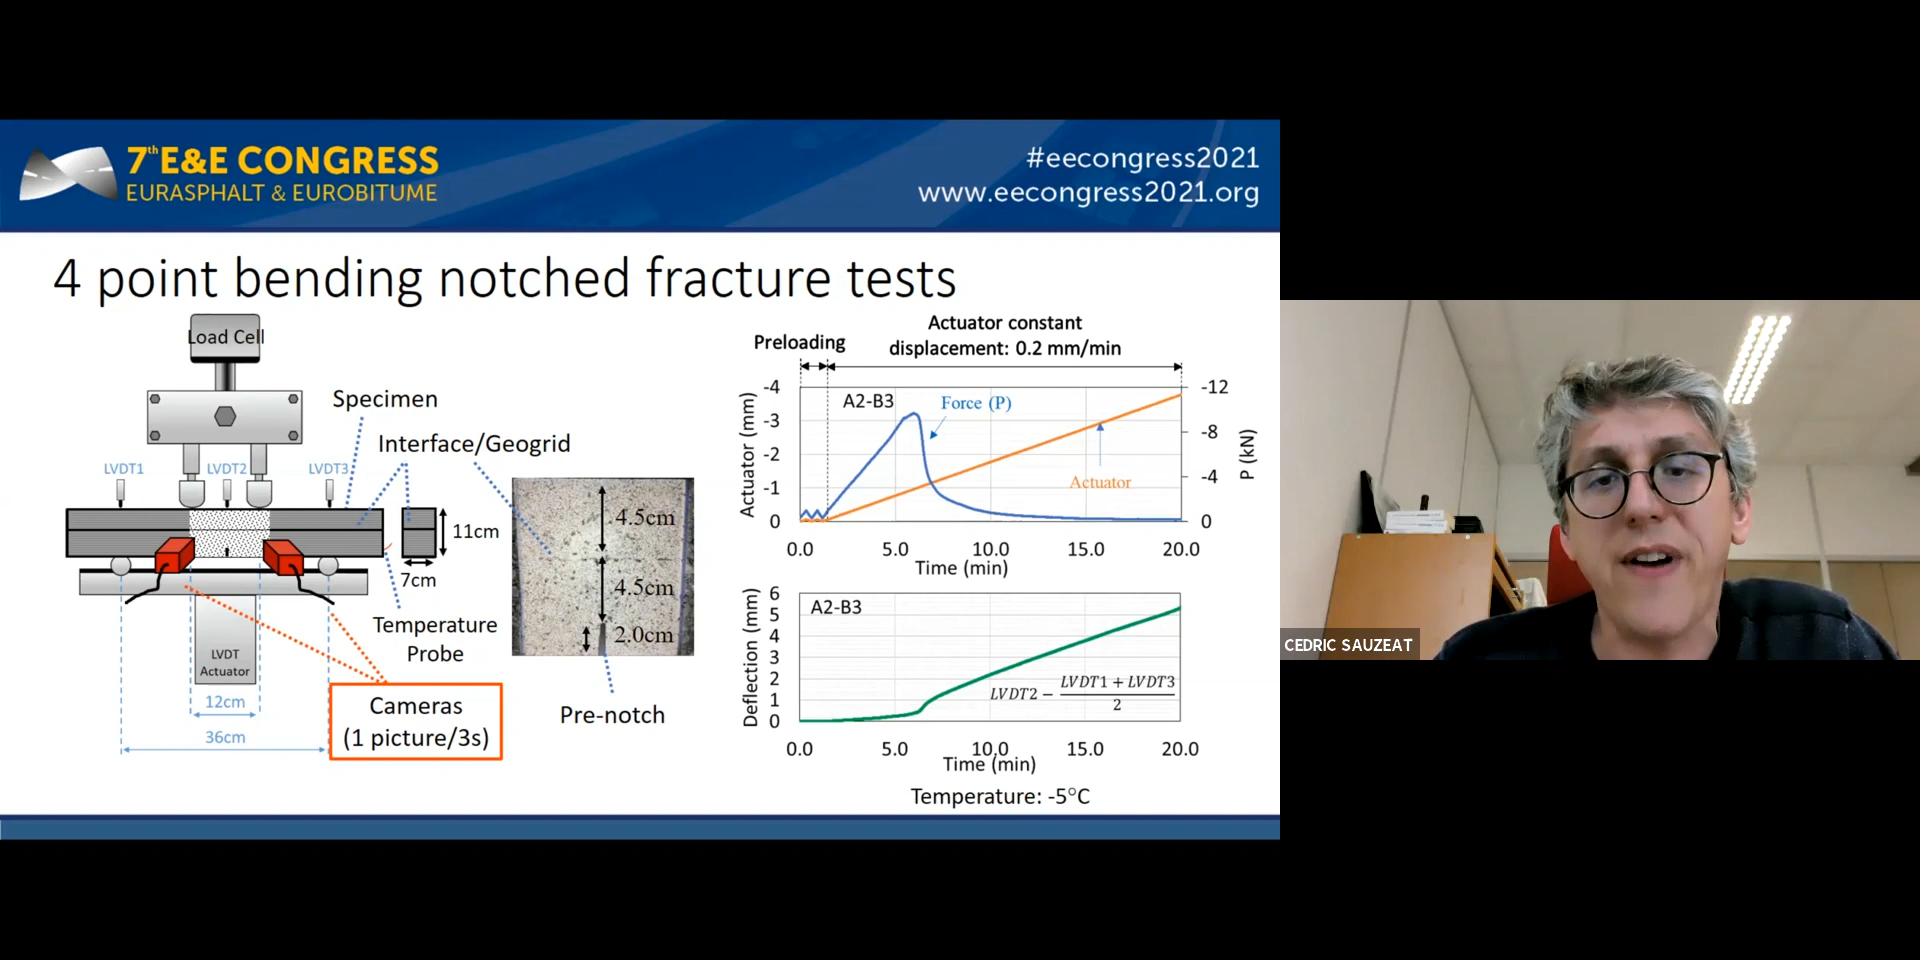 7th E&E CONGRESS
EURASPHALT & EUROBITUME
#eecongress2021
www.eecongress2021.org
4 point bending notched fracture tests
Load Cell
Specimen
Interface/Geogrid
LVDT1
LVDT2
LVDT3
11cm
7cm
Temperature
Probe
LVDT
Actuator
12cm
36cm
Cameras
(1 picture/3s)
4.5cm
4.5cm
2.0cm
Pre-notch
Preloading
Actuator constant
displacement: 0.2 mm/min
A2-B3
Force (P)
Actuator
Actuator (mm)
-4
-3
-2
-1
0
P (kN)
-12
-8
-4
0
0.0 5.0 10.0 15.0 20.0
Time (min)
A2-B3
Deflection (mm)
6
5
4
3
2
1
0
LVDT2 − (LVDT1 + LVDT3)/2
0.0 5.0 10.0 15.0 20.0
Time (min)
Temperature: -5°C
CEDRIC SAUZEAT